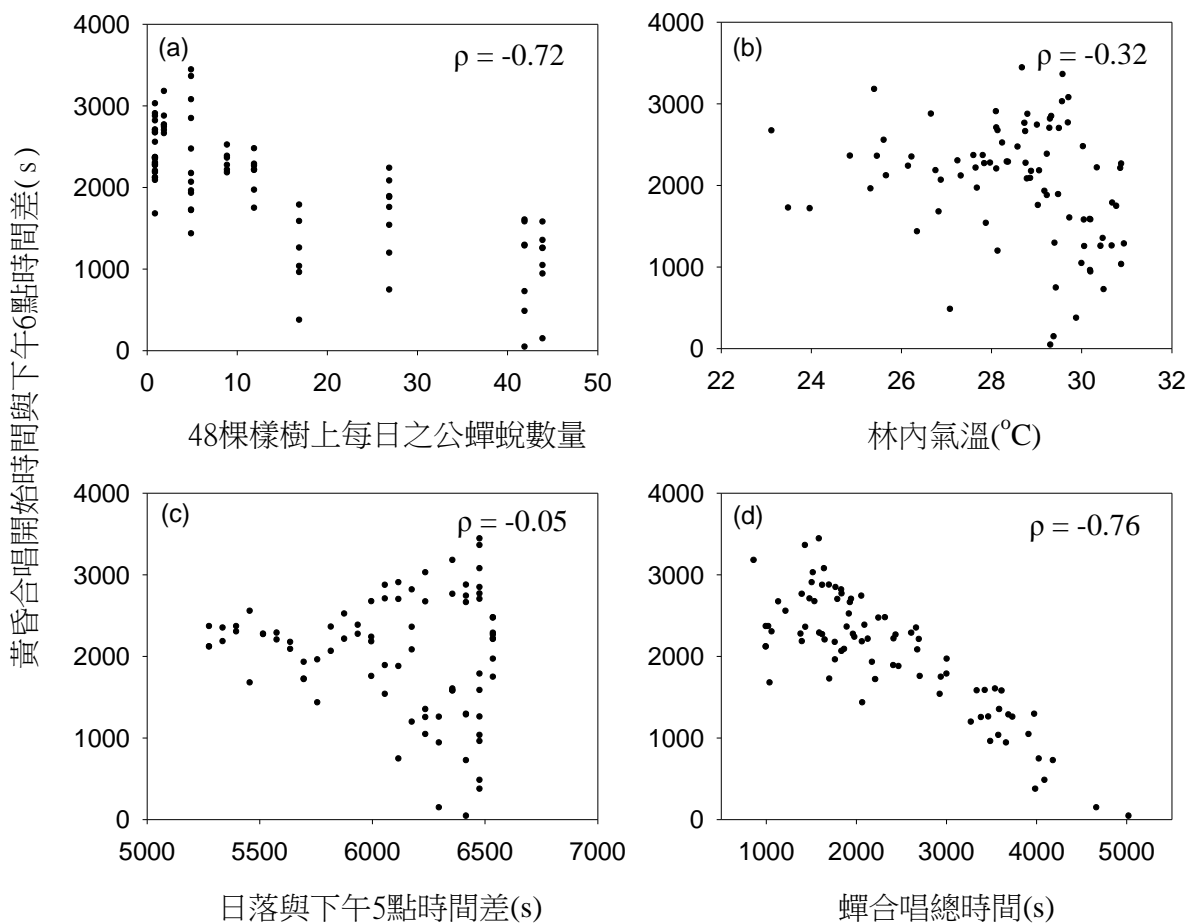 黃昏合唱開始時間與下午6點時間差(s)
(a)
ρ = -0.72
4000
3000
2000
1000
0
0 10 20 30 40 50
48棵樣樹上每日之公蟬蛻數量
(b)
ρ = -0.32
4000
3000
2000
1000
0
22 24 26 28 30 32
林內氣溫(°C)
(c)
ρ = -0.05
4000
3000
2000
1000
0
5000 5500 6000 6500 7000
日落與下午5點時間差(s)
(d)
ρ = -0.76
4000
3000
2000
1000
0
1000 2000 3000 4000 5000
蟬合唱總時間(s)